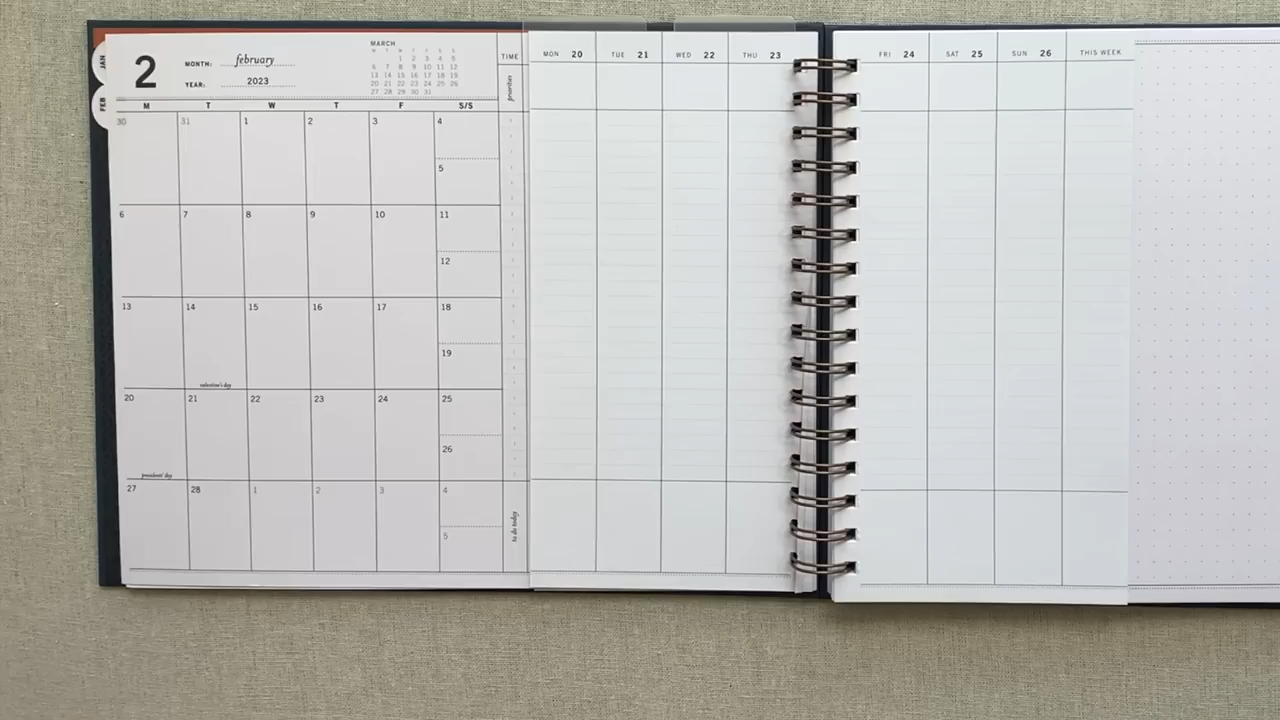 JAN
FEB
2
MONTH: february
YEAR: 2023
MARCH
M T W T F S S
1 2 3 4 5
6 7 8 9 10 11 12
13 14 15 16 17 18 19
20 21 22 23 24 25 26
27 28 29 30 31
M T W T F S/S
30 31 1 2 3 4
5
6 7 8 9 10 11
12
13 14 15 16 17 18
19
valentine's day
20 21 22 23 24 25
26
presidents' day
27 28 1 2 3 4
5
TIME
priorities
to do today
MON 20 TUE 21 WED 22 THU 23
FRI 24 SAT 25 SUN 26 THIS WEEK